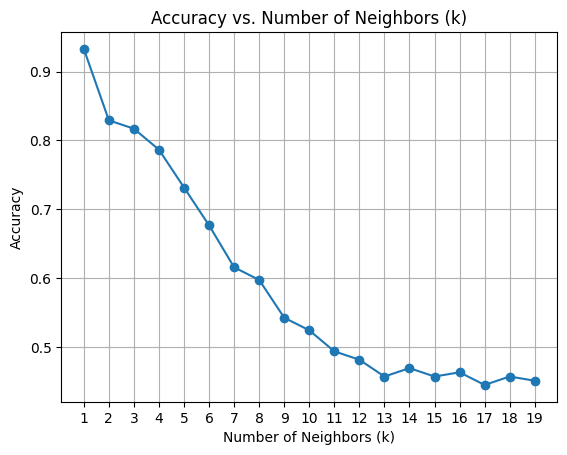 Accuracy vs. Number of Neighbors (k)
0.9
0.8
0.7
0.6
0.5
Accuracy
1 2 3 4 5 6 7 8 9 10 11 12 13 14 15 16 17 18 19
Number of Neighbors (k)